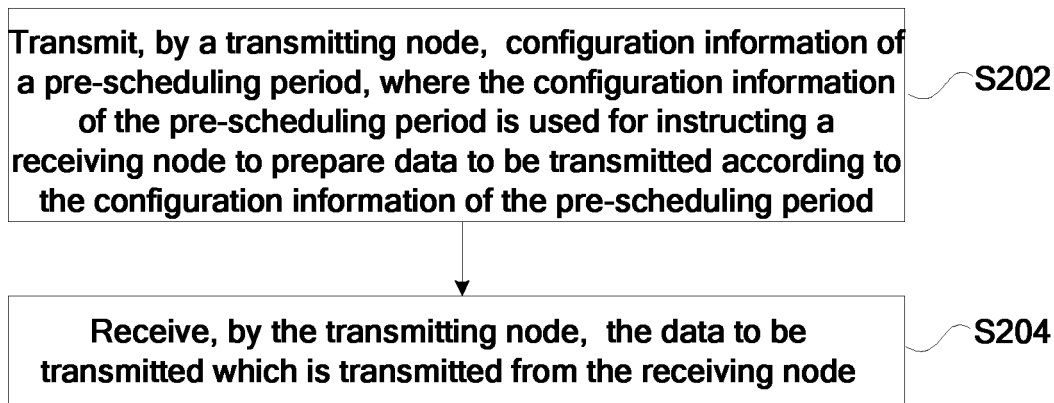 Transmit, by a transmitting node, configuration information of
a pre-scheduling period, where the configuration information
of the pre-scheduling period is used for instructing a
receiving node to prepare data to be transmitted according to
the configuration information of the pre-scheduling period
S202
Receive, by the transmitting node, the data to be
transmitted which is transmitted from the receiving node
S204